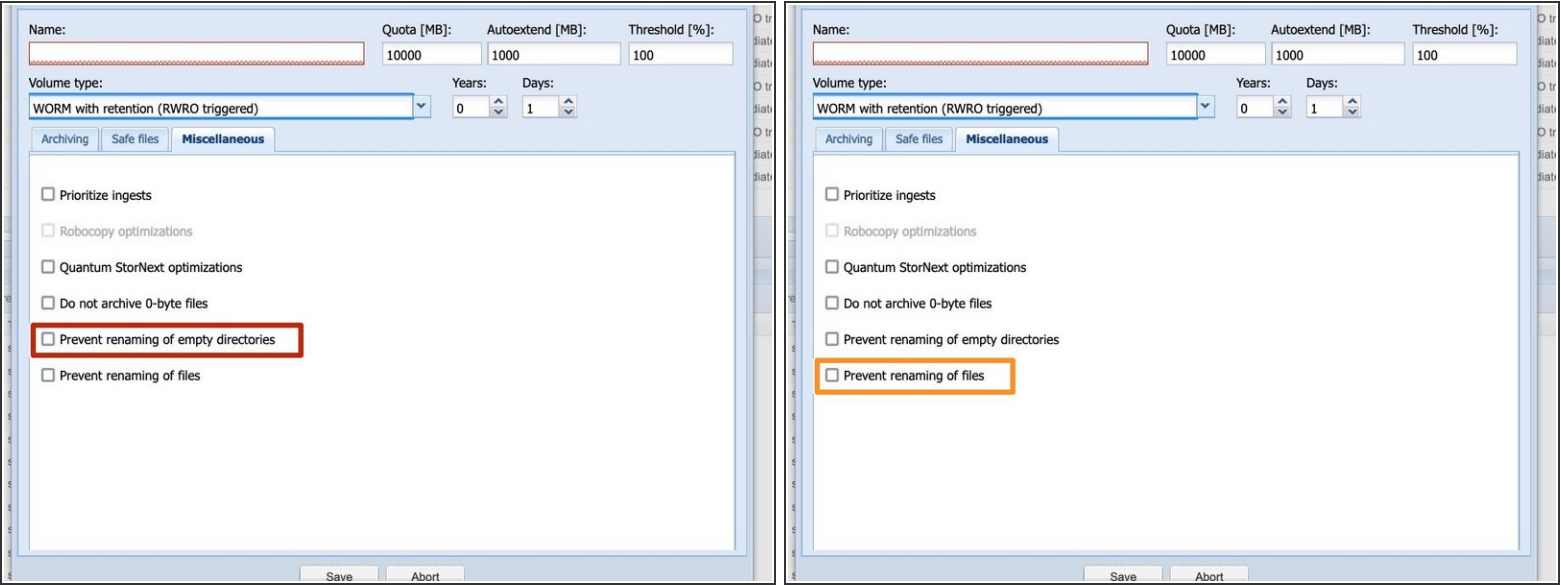 Name: Quota [MB]: Autoextend [MB]: Threshold [%]:
10000 1000 100
Volume type: Years: Days:
WORM with retention (RWRO triggered) 0 1
Archiving Safe files Miscellaneous
Prioritize ingests
Robocopy optimizations
Quantum StorNext optimizations
Do not archive 0-byte files
Prevent renaming of empty directories
Prevent renaming of files
Save Abort
Name: Quota [MB]: Autoextend [MB]: Threshold [%]:
10000 1000 100
Volume type: Years: Days:
WORM with retention (RWRO triggered) 0 1
Archiving Safe files Miscellaneous
Prioritize ingests
Robocopy optimizations
Quantum StorNext optimizations
Do not archive 0-byte files
Prevent renaming of empty directories
Prevent renaming of files
Save Abort